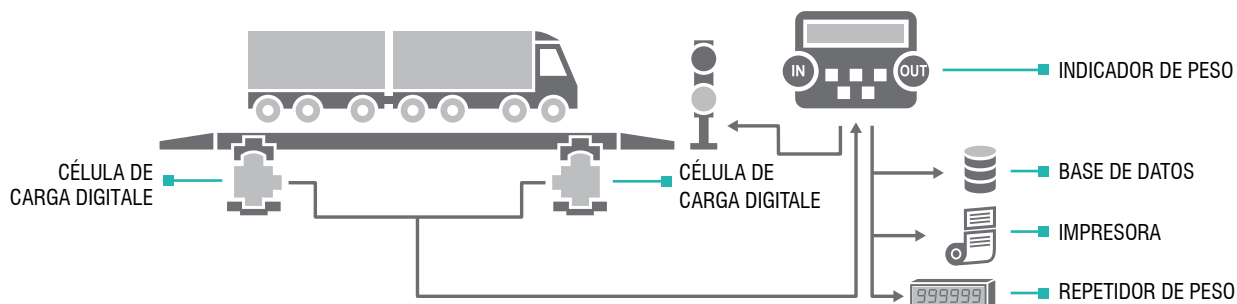 IN
OUT
INDICADOR DE PESO
CÉLULA DE
CARGA DIGITALE
CÉLULA DE
CARGA DIGITALE
BASE DE DATOS
IMPRESORA
999999
REPETIDOR DE PESO